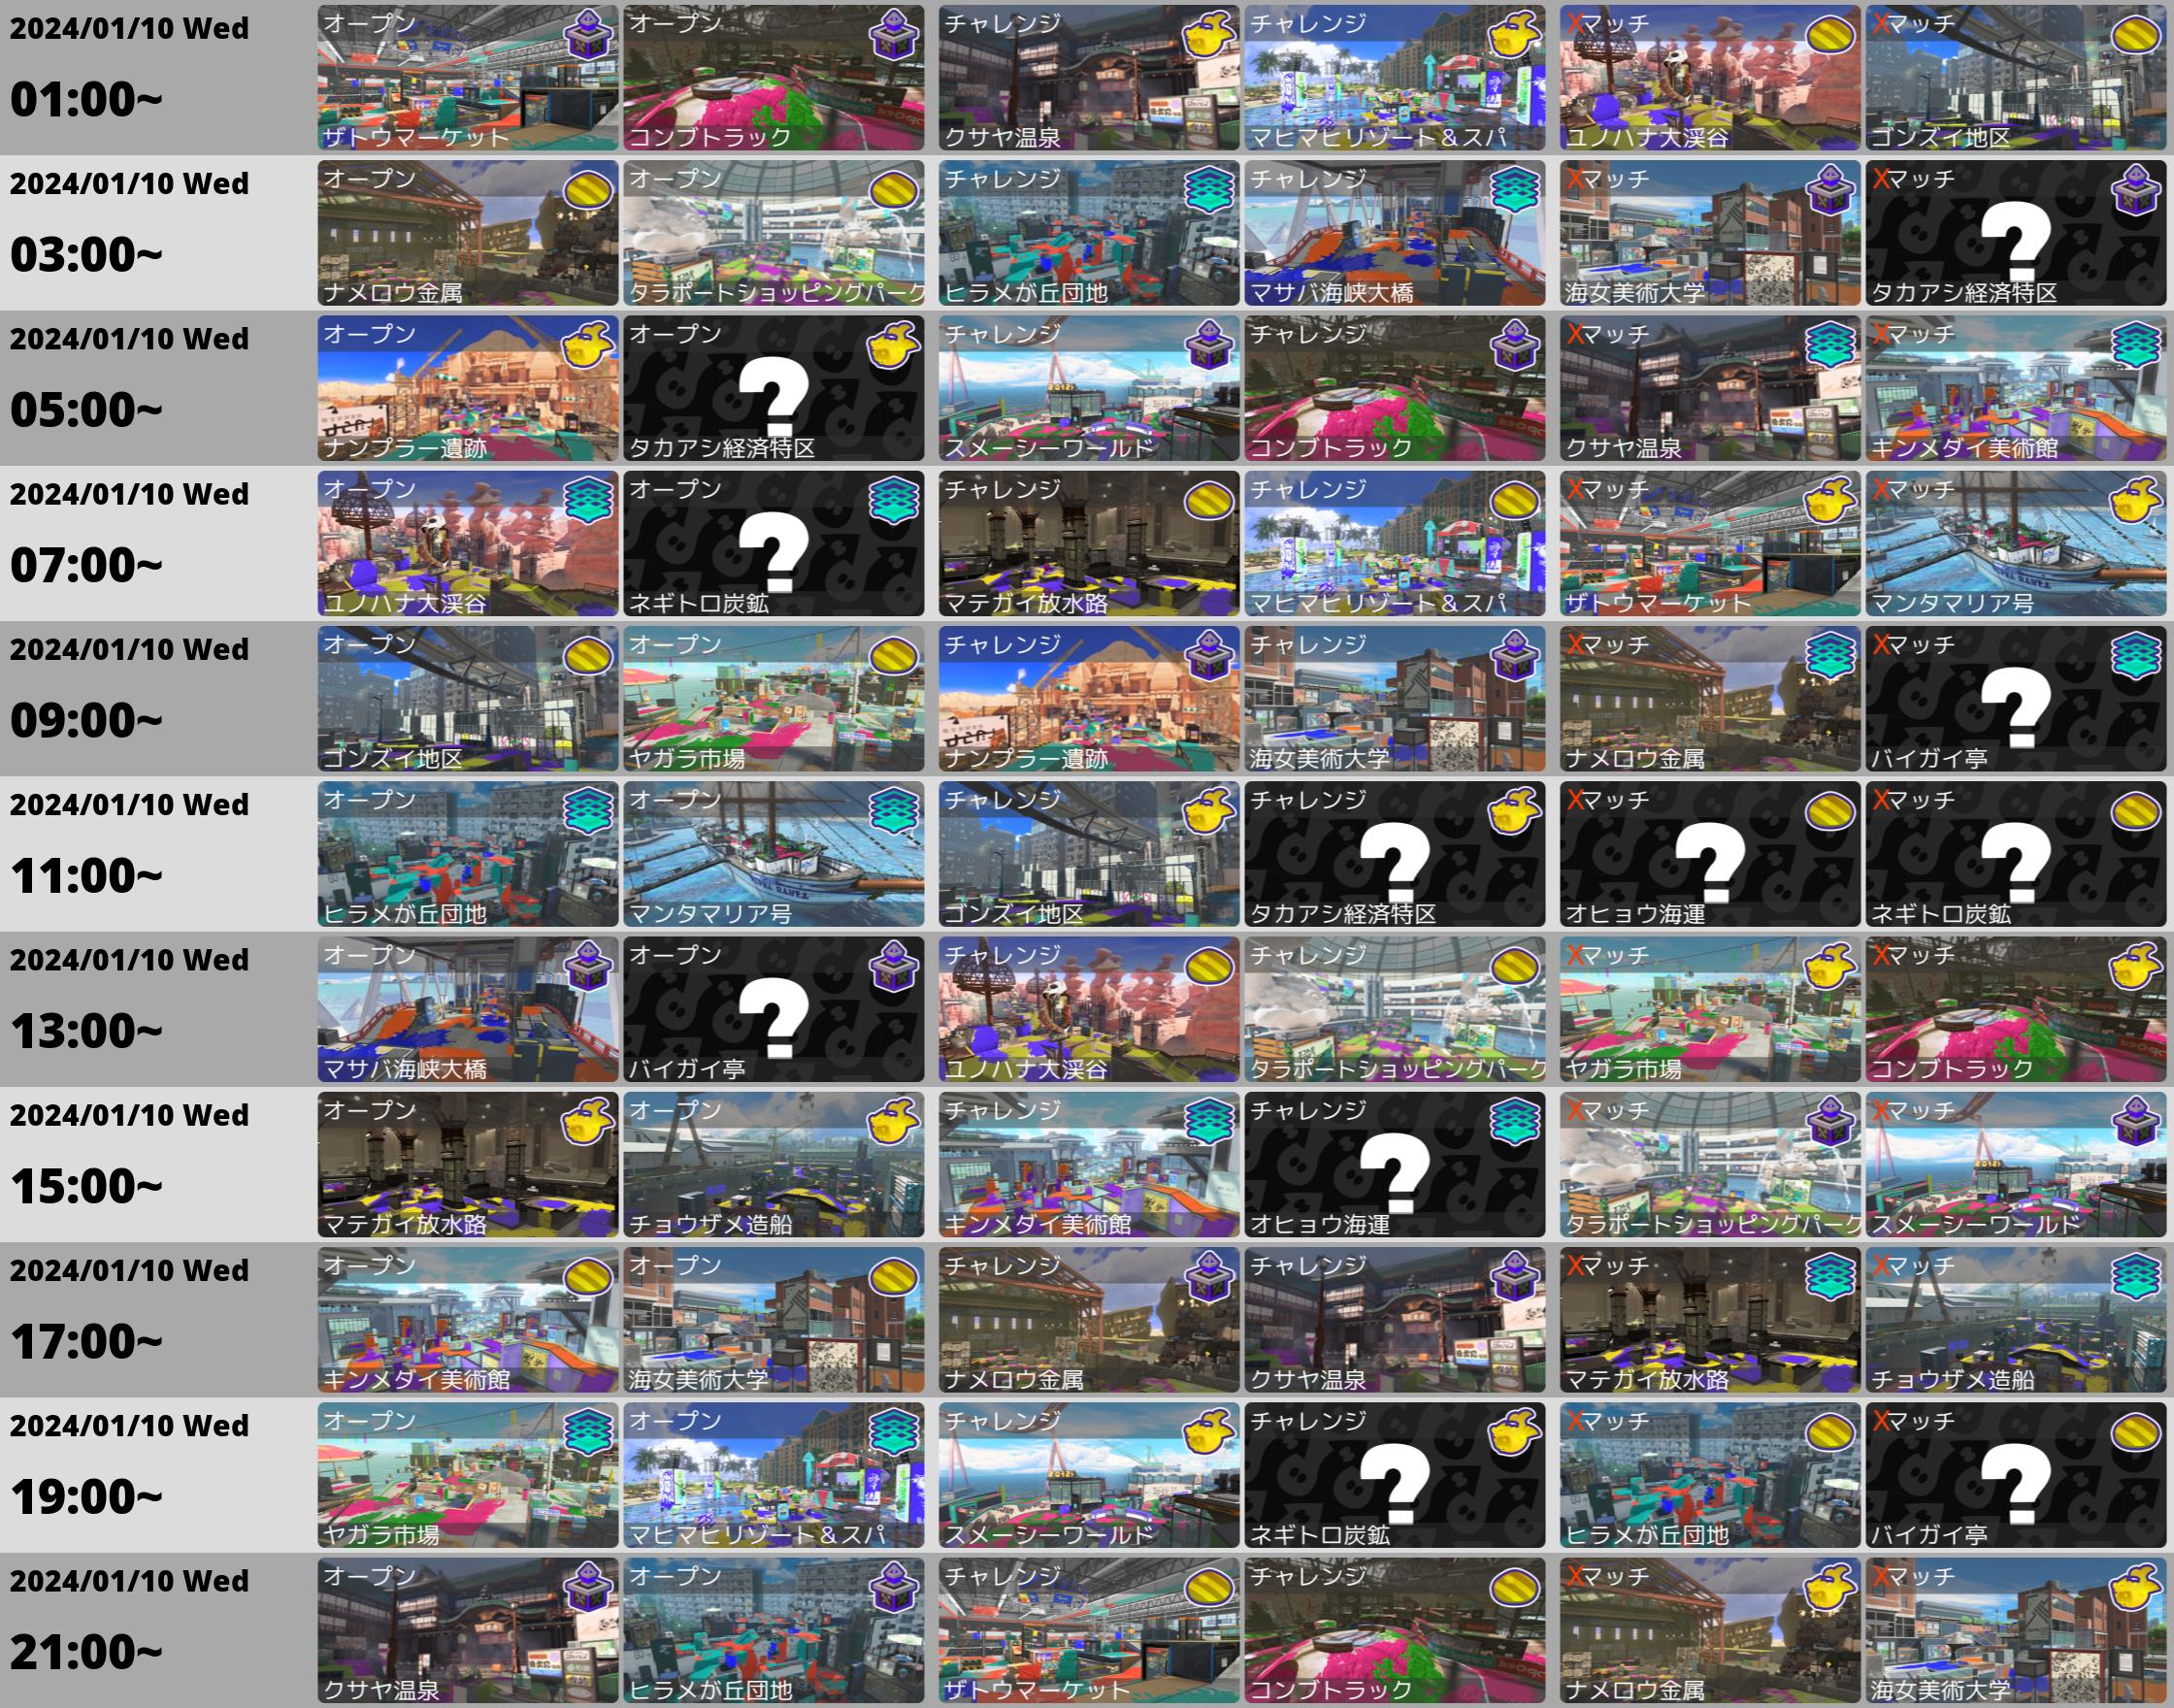 2024/01/10 Wed
01:00~
オープン
ザトウマーケット
オープン
コンブトラック
チャレンジ
クサヤ温泉
チャレンジ
マヒマヒリゾート＆スパ
Xマッチ
ユノハナ大渓谷
Xマッチ
ゴンズイ地区
2024/01/10 Wed
03:00~
オープン
ナメロウ金属
オープン
タラポートショッピングパーク
チャレンジ
ヒラメが丘団地
チャレンジ
マサバ海峡大橋
Xマッチ
海女美術大学
Xマッチ
タカアシ経済特区
2024/01/10 Wed
05:00~
オープン
ナンプラー遺跡
オープン
タカアシ経済特区
チャレンジ
スメーシーワールド
チャレンジ
コンブトラック
Xマッチ
クサヤ温泉
Xマッチ
キンメダイ美術館
2024/01/10 Wed
07:00~
オープン
ユノハナ大渓谷
オープン
ネギトロ炭鉱
チャレンジ
マテガイ放水路
チャレンジ
マヒマヒリゾート＆スパ
Xマッチ
ザトウマーケット
Xマッチ
マンタマリア号
2024/01/10 Wed
09:00~
オープン
ゴンズイ地区
オープン
ヤガラ市場
チャレンジ
ナンプラー遺跡
チャレンジ
海女美術大学
Xマッチ
ナメロウ金属
Xマッチ
バイガイ亭
2024/01/10 Wed
11:00~
オープン
ヒラメが丘団地
オープン
マンタマリア号
チャレンジ
ゴンズイ地区
チャレンジ
タカアシ経済特区
Xマッチ
オヒョウ海運
Xマッチ
ネギトロ炭鉱
2024/01/10 Wed
13:00~
オープン
マサバ海峡大橋
オープン
バイガイ亭
チャレンジ
ユノハナ大渓谷
チャレンジ
タラポートショッピングパーク
Xマッチ
ヤガラ市場
Xマッチ
コンブトラック
2024/01/10 Wed
15:00~
オープン
マテガイ放水路
オープン
チョウザメ造船
チャレンジ
キンメダイ美術館
チャレンジ
オヒョウ海運
Xマッチ
タラポートショッピングパーク
Xマッチ
スメーシーワールド
2024/01/10 Wed
17:00~
オープン
キンメダイ美術館
オープン
海女美術大学
チャレンジ
ナメロウ金属
チャレンジ
クサヤ温泉
Xマッチ
マテガイ放水路
Xマッチ
チョウザメ造船
2024/01/10 Wed
19:00~
オープン
ヤガラ市場
オープン
マヒマヒリゾート＆スパ
チャレンジ
スメーシーワールド
チャレンジ
ネギトロ炭鉱
Xマッチ
ヒラメが丘団地
Xマッチ
バイガイ亭
2024/01/10 Wed
21:00~
オープン
クサヤ温泉
オープン
ヒラメが丘団地
チャレンジ
ザトウマーケット
チャレンジ
コンブトラック
Xマッチ
ナメロウ金属
Xマッチ
海女美術大学